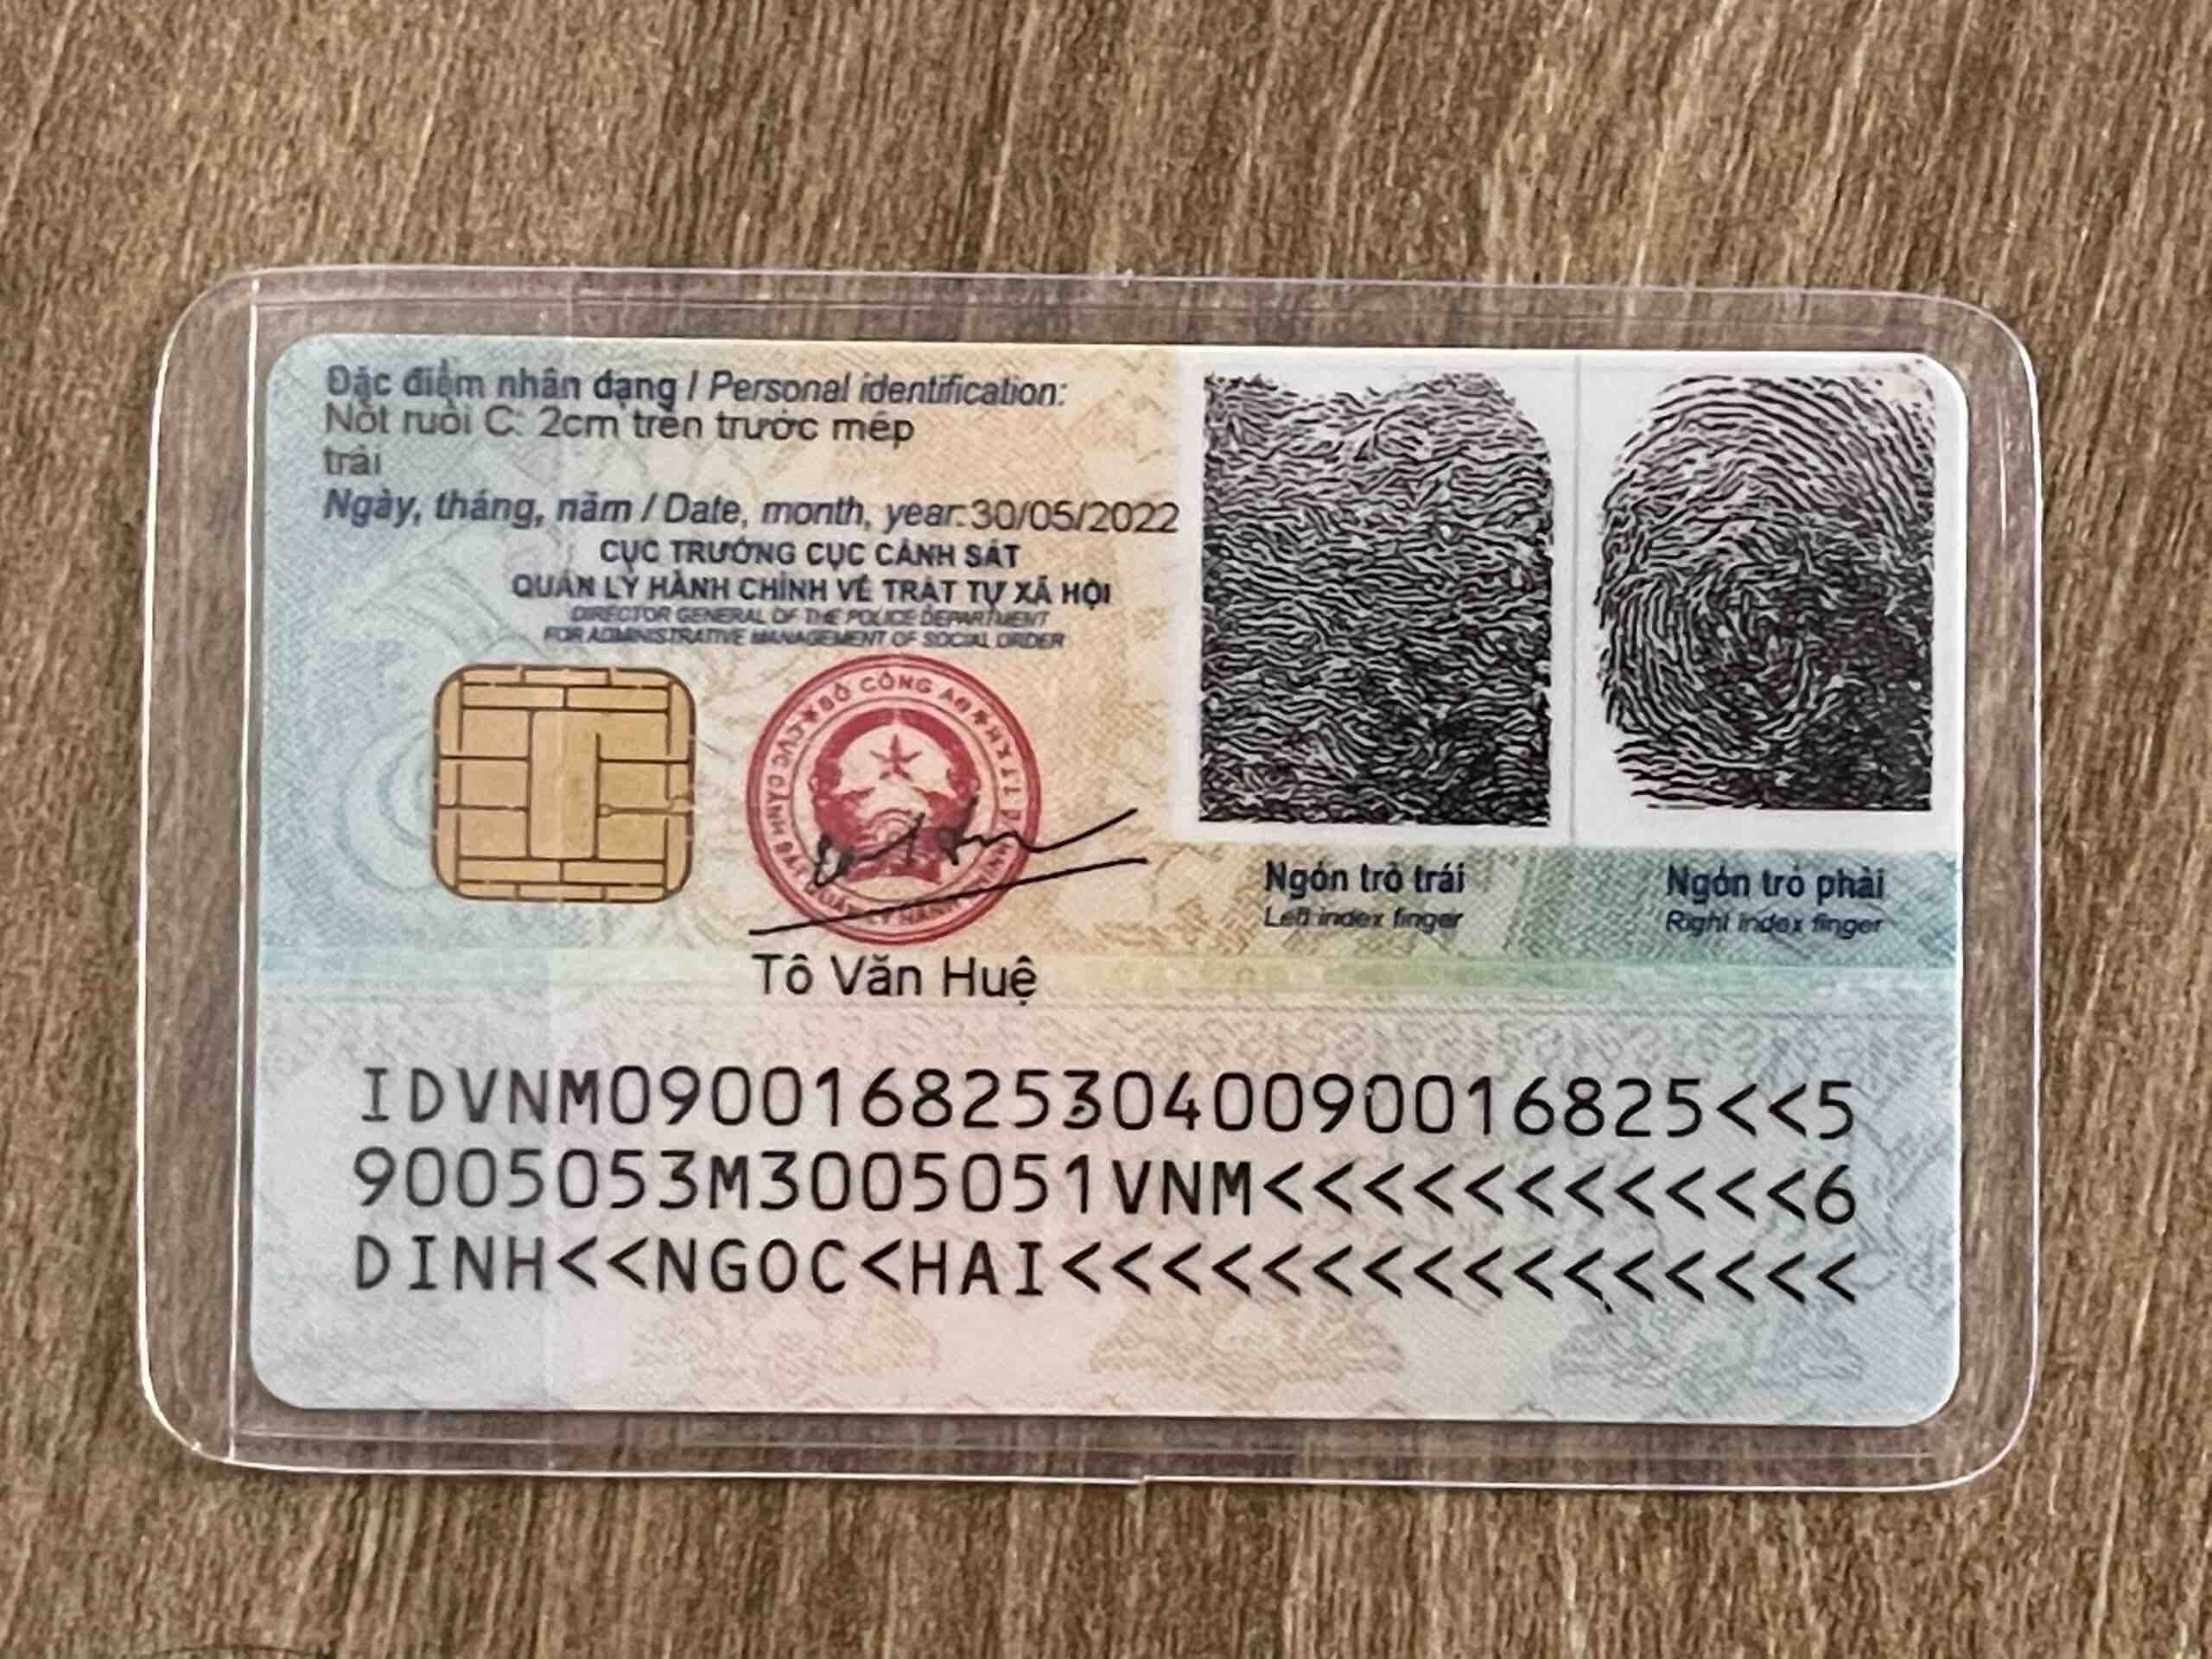 Đặc điểm nhân dạng / Personal identification:
Nốt ruồi C: 2cm trên trước mép
trái
Ngày, tháng, năm / Date, month, year: 30/05/2022
CỤC TRƯỞNG CỤC CẢNH SÁT
QUẢN LÝ HÀNH CHÍNH VỀ TRẬT TỰ XÃ HỘI
DIRECTOR GENERAL OF THE POLICE DEPARTMENT
FOR ADMINISTRATIVE MANAGEMENT OF SOCIAL ORDER
BỘ CÔNG AN
Tô Văn Huệ
Ngón trỏ trái
Left index finger
Ngón trỏ phải
Right index finger
IDVNM0900168253040090016825<<5
9005053M3005051VNM<<<<<<<<<<<6
DINH<<NGOC<HAI<<<<<<<<<<<<<<<<